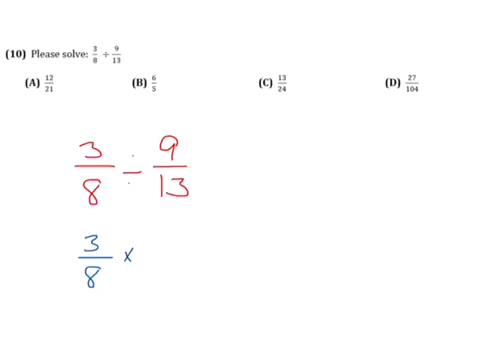 (10) Please solve: 3/8 ÷ 9/13
(A) 12/21 (B) 6/5 (C) 13/24 (D) 27/104
3/8 ÷ 9/13
3/8 ×